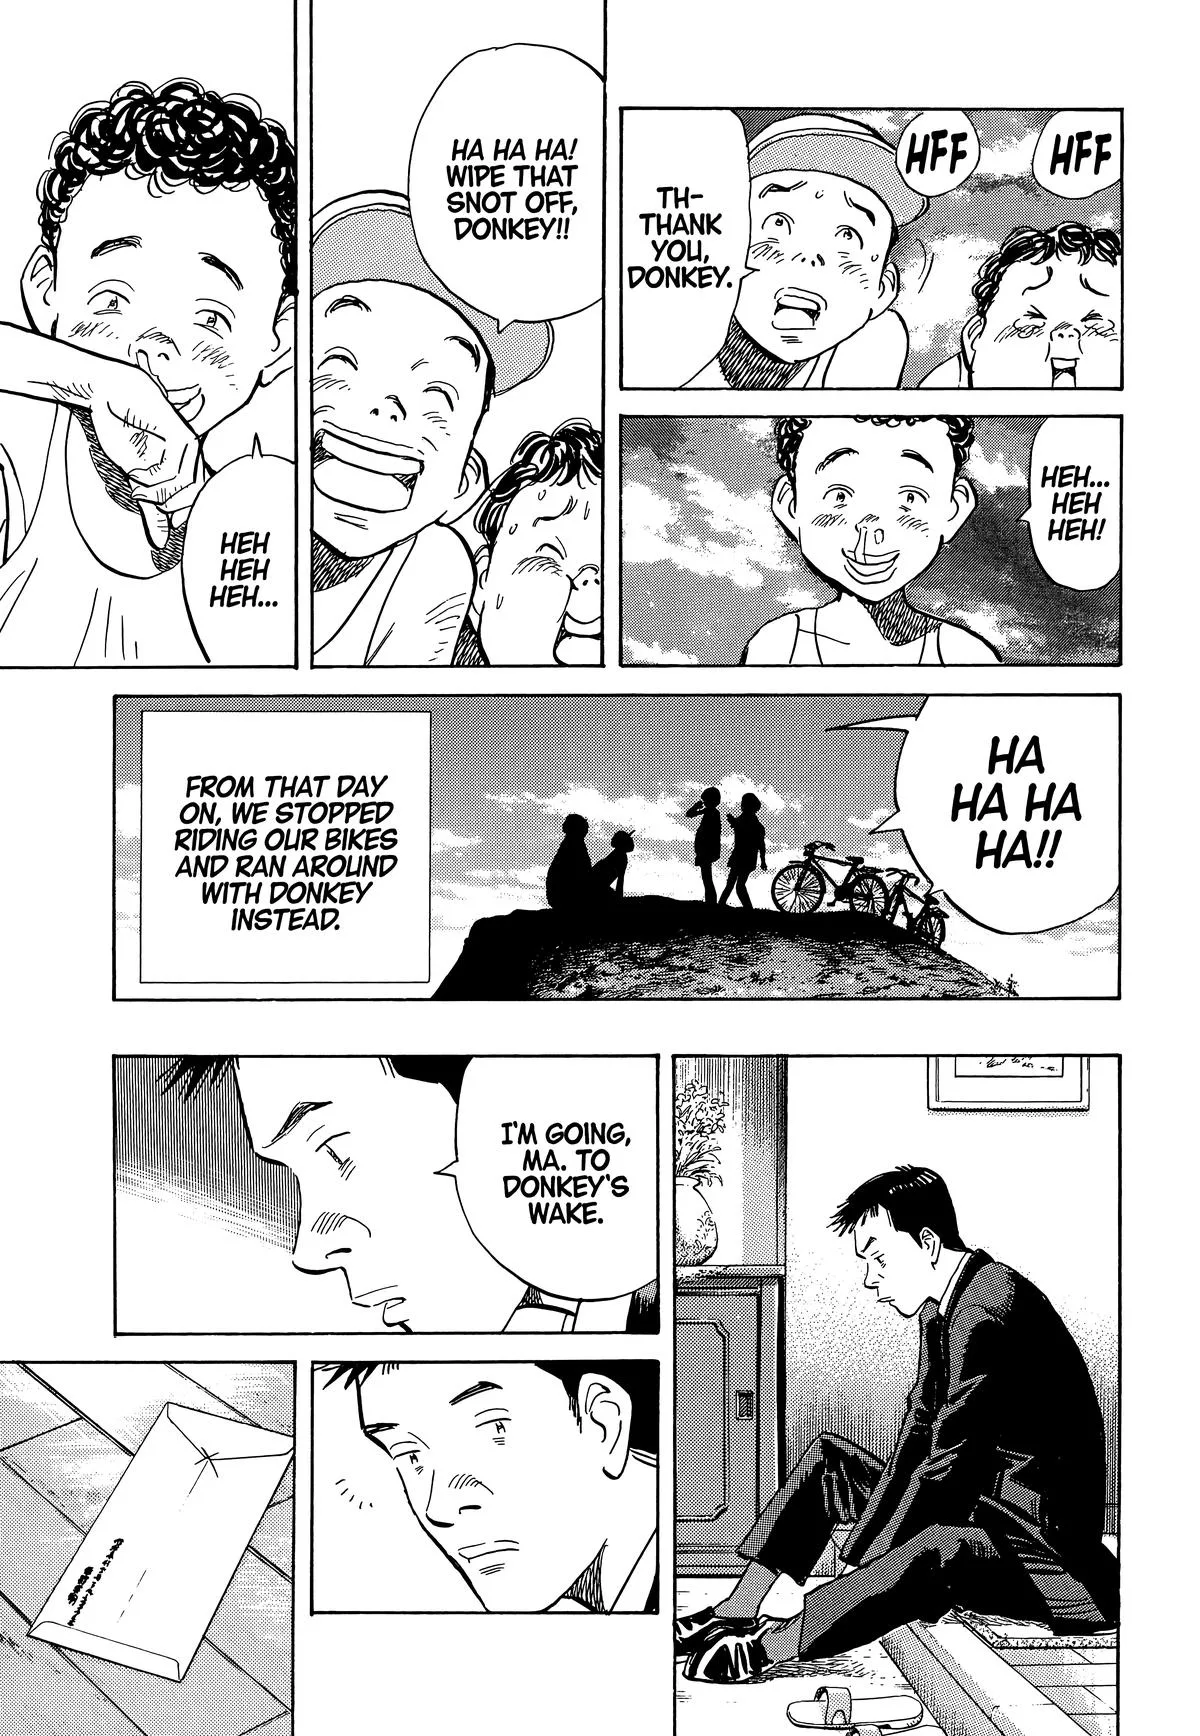 HFF
HFF
TH-
THANK
YOU,
DONKEY.
HEH...
HEH
HEH!
HA HA HA!
WIPE THAT
SNOT OFF,
DONKEY!!
HEH
HEH
HEH...
HA
HA HA
HA!!
FROM THAT DAY
ON, WE STOPPED
RIDING OUR BIKES
AND RAN AROUND
WITH DONKEY
INSTEAD.
I'M GOING,
MA. TO
DONKEY'S
WAKE.